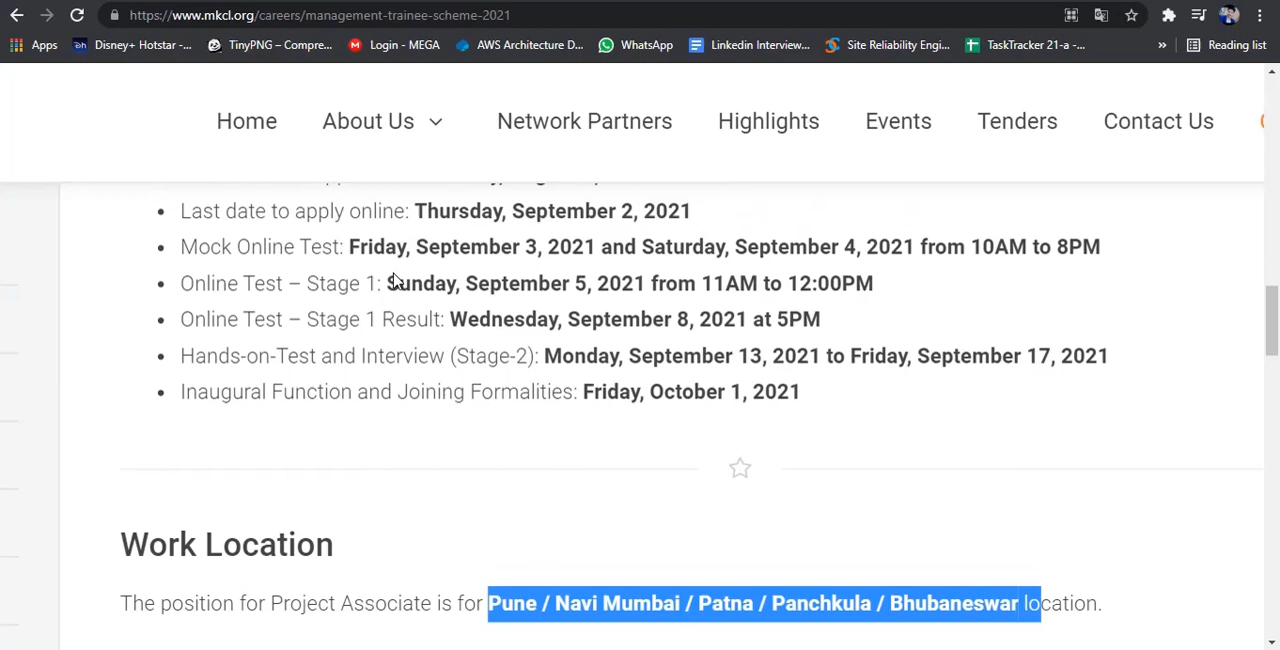 https://www.mkcl.org/careers/management-trainee-scheme-2021
Apps Disney+ Hotstar -... TinyPNG – Compre... Login - MEGA AWS Architecture D... WhatsApp Linkedin Interview... Site Reliability Engi... TaskTracker 21-a -... » Reading list
Home About Us Network Partners Highlights Events Tenders Contact Us
• Last date to apply online: Thursday, September 2, 2021
• Mock Online Test: Friday, September 3, 2021 and Saturday, September 4, 2021 from 10AM to 8PM
• Online Test – Stage 1: Sunday, September 5, 2021 from 11AM to 12:00PM
• Online Test – Stage 1 Result: Wednesday, September 8, 2021 at 5PM
• Hands-on-Test and Interview (Stage-2): Monday, September 13, 2021 to Friday, September 17, 2021
• Inaugural Function and Joining Formalities: Friday, October 1, 2021
Work Location
The position for Project Associate is for Pune / Navi Mumbai / Patna / Panchkula / Bhubaneswar location.